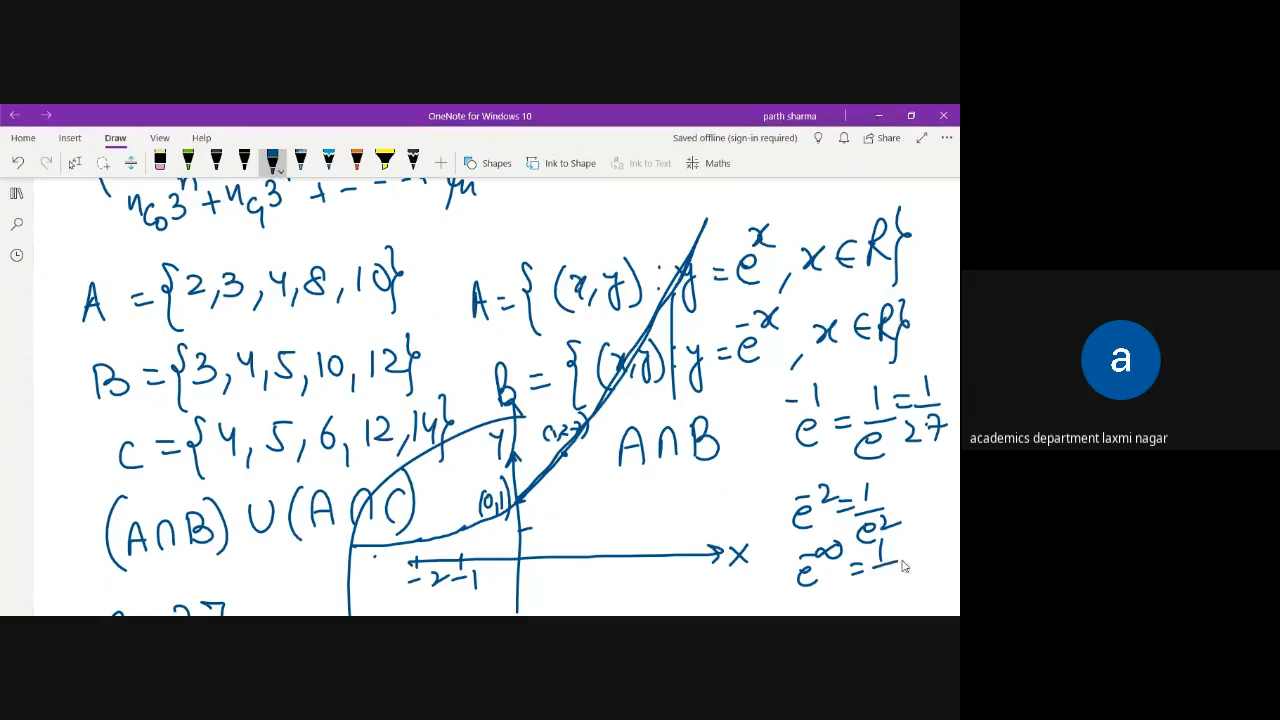 OneNote for Windows 10
parth sharma
Home Insert Draw View Help
Saved offline (sign-in required) Share
Shapes Ink to Shape Ink to Text Maths
A = {2,3,4,8,10}
B = {3,4,5,10,12}
C = {4,5,6,12,14}
(A∩B) ∪ (A∩C)
A = {(x,y) : y = e^x, x ∈ R}
B = {(x,y) : y = e^-x, x ∈ R}
A∩B
Y
(0,1)
-2 -1
X
e^-1 = 1/e = 1/2.7
e^-2 = 1/e^2
e^-∞ = 1
a
academics department laxmi nagar